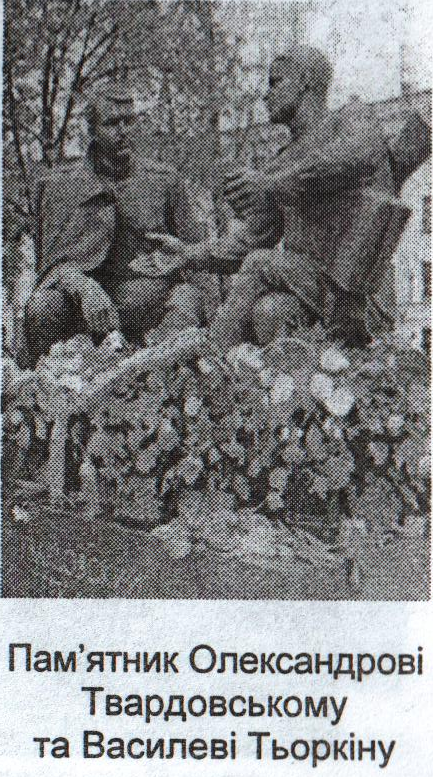 Пам'ятник Олександрові
Твардовському
та Василеві Тьоркіну